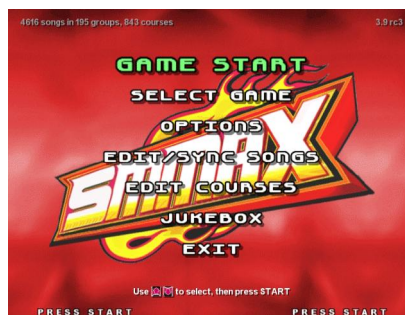 4616 songs in 195 groups, 843 courses
3.9 rc3
GAME START
SELECT GAME
OPTIONS
EDIT/SYNC SONGS
SMMAX
EDIT COURSES
JUKEBOX
EXIT
Use to select, then press START
PRESS START
PRESS START